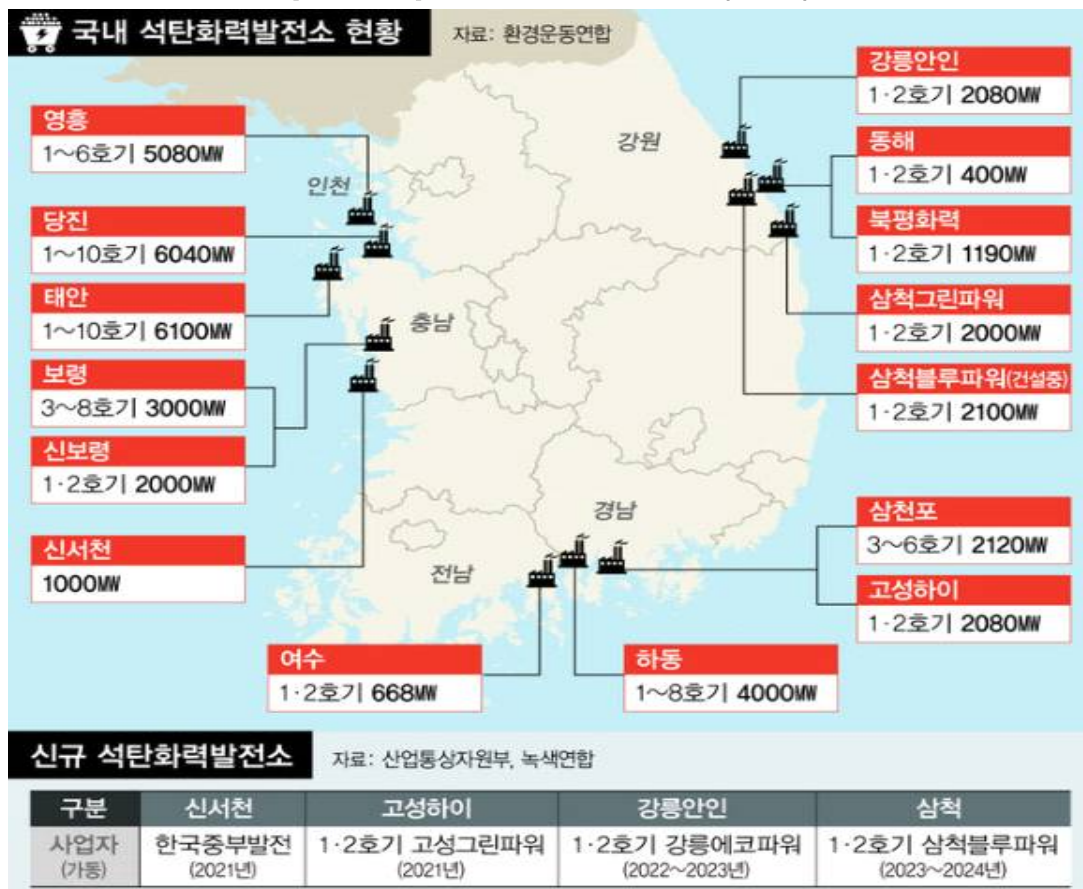 국내 석탄화력발전소 현황
자료: 환경운동연합
영흥
1~6호기 5080㎿
당진
1~10호기 6040㎿
태안
1~10호기 6100㎿
보령
3~8호기 3000㎿
신보령
1·2호기 2000㎿
신서천
1000㎿
인천
강원
충남
경남
전남
강릉안인
1·2호기 2080㎿
동해
1·2호기 400㎿
북평화력
1·2호기 1190㎿
삼척그린파워
1·2호기 2000㎿
삼척블루파워(건설중)
1·2호기 2100㎿
삼천포
3~6호기 2120㎿
고성하이
1·2호기 2080㎿
여수
1·2호기 668㎿
하동
1~8호기 4000㎿
신규 석탄화력발전소
자료: 산업통상자원부, 녹색연합
구분 신서천 고성하이 강릉안인 삼척
사업자 한국중부발전 1·2호기 고성그린파워 1·2호기 강릉에코파워 1·2호기 삼척블루파워
(가동) (2021년) (2021년) (2022~2023년) (2023~2024년)